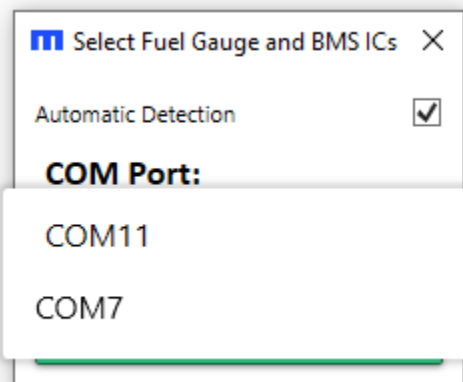 Select Fuel Gauge and BMS ICs
Automatic Detection
COM Port:
COM11
COM7